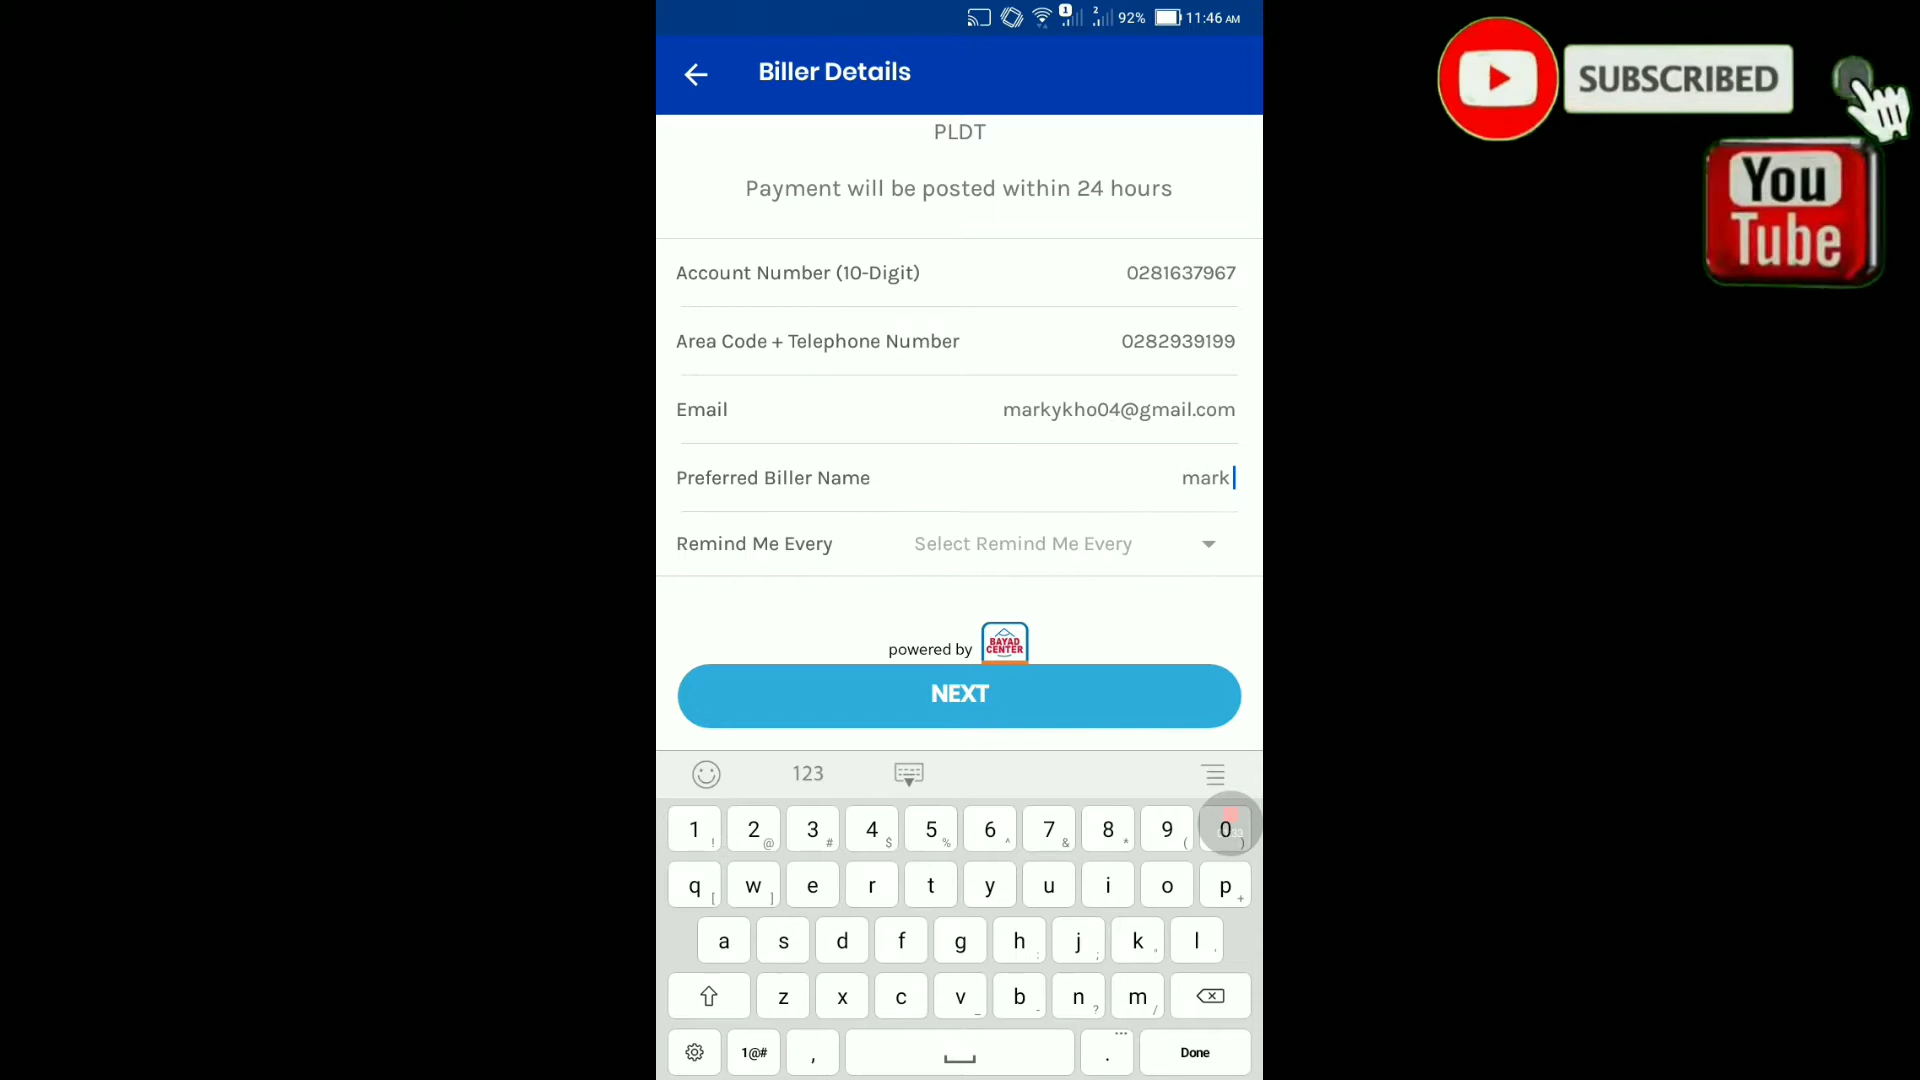 1 2 92% 11:46 AM
Biller Details
SUBSCRIBED
You
Tube
PLDT
Payment will be posted within 24 hours
Account Number (10-Digit) 0281637967
Area Code + Telephone Number 0282939199
Email markykho04@gmail.com
Preferred Biller Name mark
Remind Me Every Select Remind Me Every
powered by BAYAD CENTER
NEXT
123
1 ! 2 @ 3 # 4 $ 5 % 6 ^ 7 & 8 * 9 ( 0 )
q [ w ] e r t y u i o p +
a s d f g h : j ; k " l '
z x c v _ b - n ? m /
1@# , . ... Done